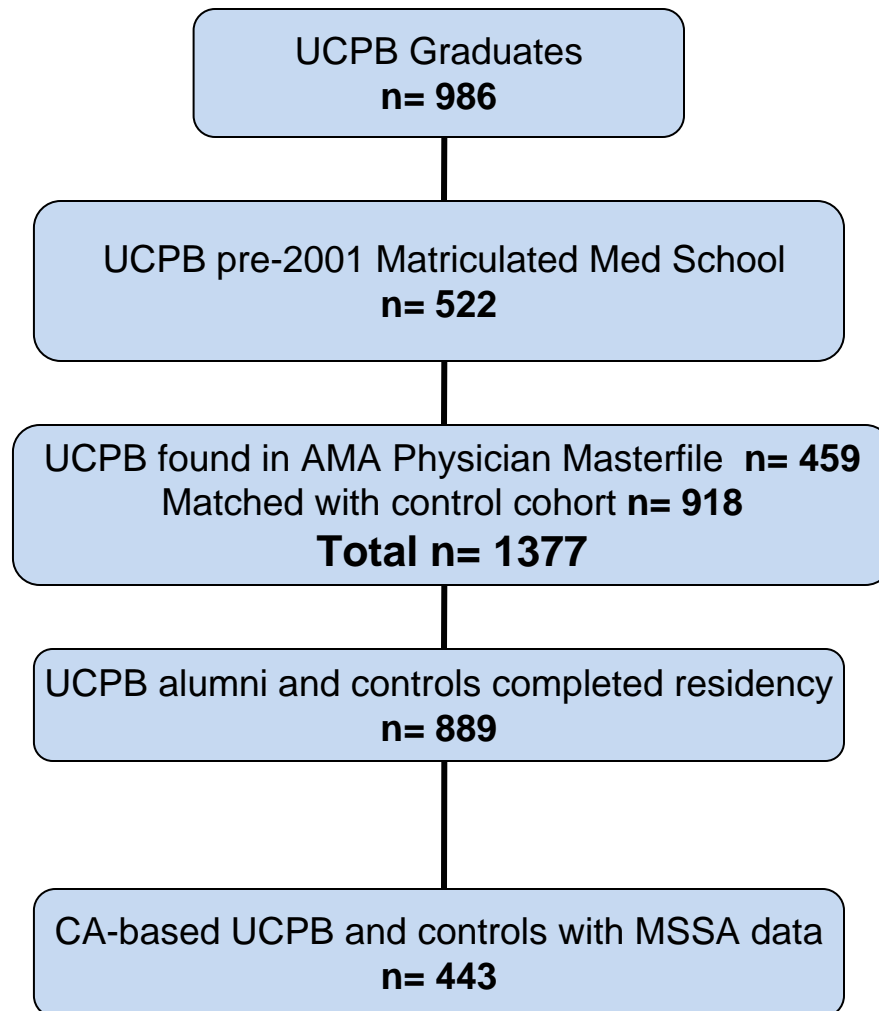 UCPB Graduates
n= 986
UCPB pre-2001 Matriculated Med School
n= 522
UCPB found in AMA Physician Masterfile  n= 459
Matched with control cohort n= 918
Total n= 1377
UCPB alumni and controls completed residency
n= 889
CA-based UCPB and controls with MSSA data
n= 443